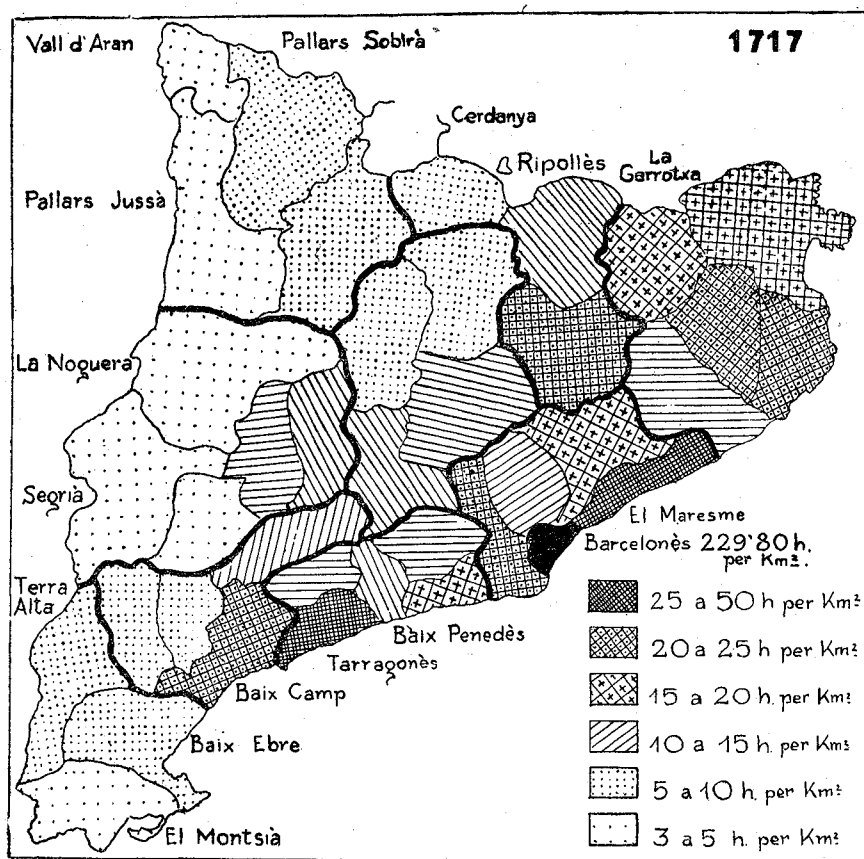 Vall d'Aran
Pallars Sobirà
1717
Cerdanya
Ripollès
La
Garrotxa
Pallars Jussà
La Noguera
Segrià
El Maresme
Barcelonès 229'80 h.
per Km².
Terra
Alta
25 a 50 h per Km²
20 a 25 h per Km²
Baix Penedès
15 a 20 h. per Km²
Tarragonès
Baix Camp
10 a 15 h. per Km²
Baix Ebre
5 a 10 h. per Km²
El Montsià
3 a 5 h. per Km²